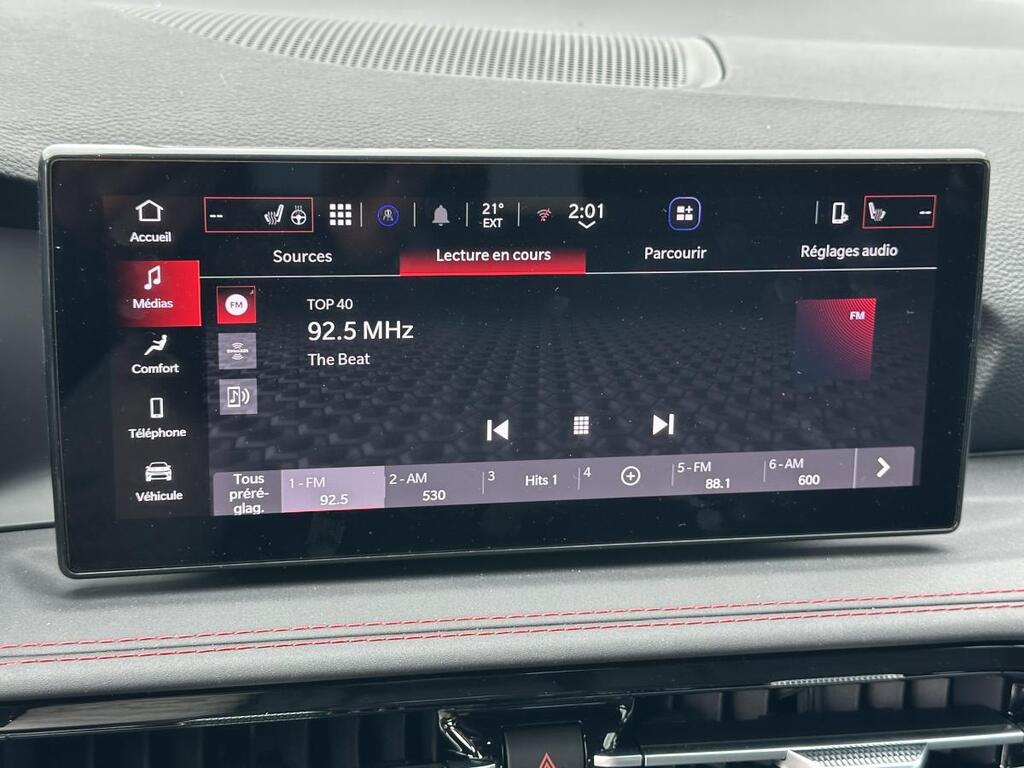 --
21°
EXT
2:01
--
Accueil
Sources
Lecture en cours
Parcourir
Réglages audio
Médias
FM
TOP 40
92.5 MHz
The Beat
FM
Comfort
Téléphone
Véhicule
Tous
préré-
glag.
1 - FM
92.5
2 - AM
530
3
Hits 1
4
5 - FM
88.1
6 - AM
600